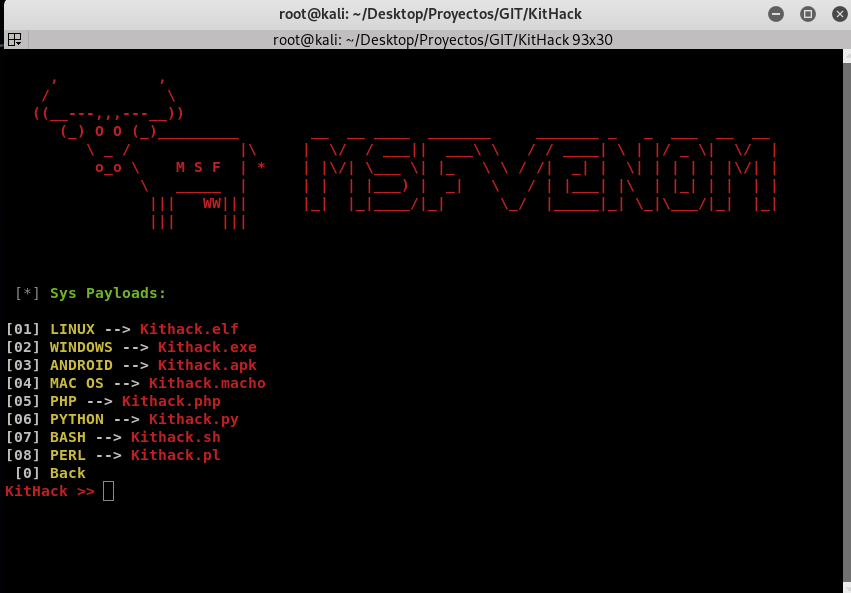 root@kali: ~/Desktop/Proyectos/GIT/KitHack
root@kali: ~/Desktop/Proyectos/GIT/KitHack 93x30
M S F
MSFVENOM
[*] Sys Payloads:
[01] LINUX --> Kithack.elf
[02] WINDOWS --> Kithack.exe
[03] ANDROID --> Kithack.apk
[04] MAC OS --> Kithack.macho
[05] PHP --> Kithack.php
[06] PYTHON --> Kithack.py
[07] BASH --> Kithack.sh
[08] PERL --> Kithack.pl
[0] Back
KitHack >>